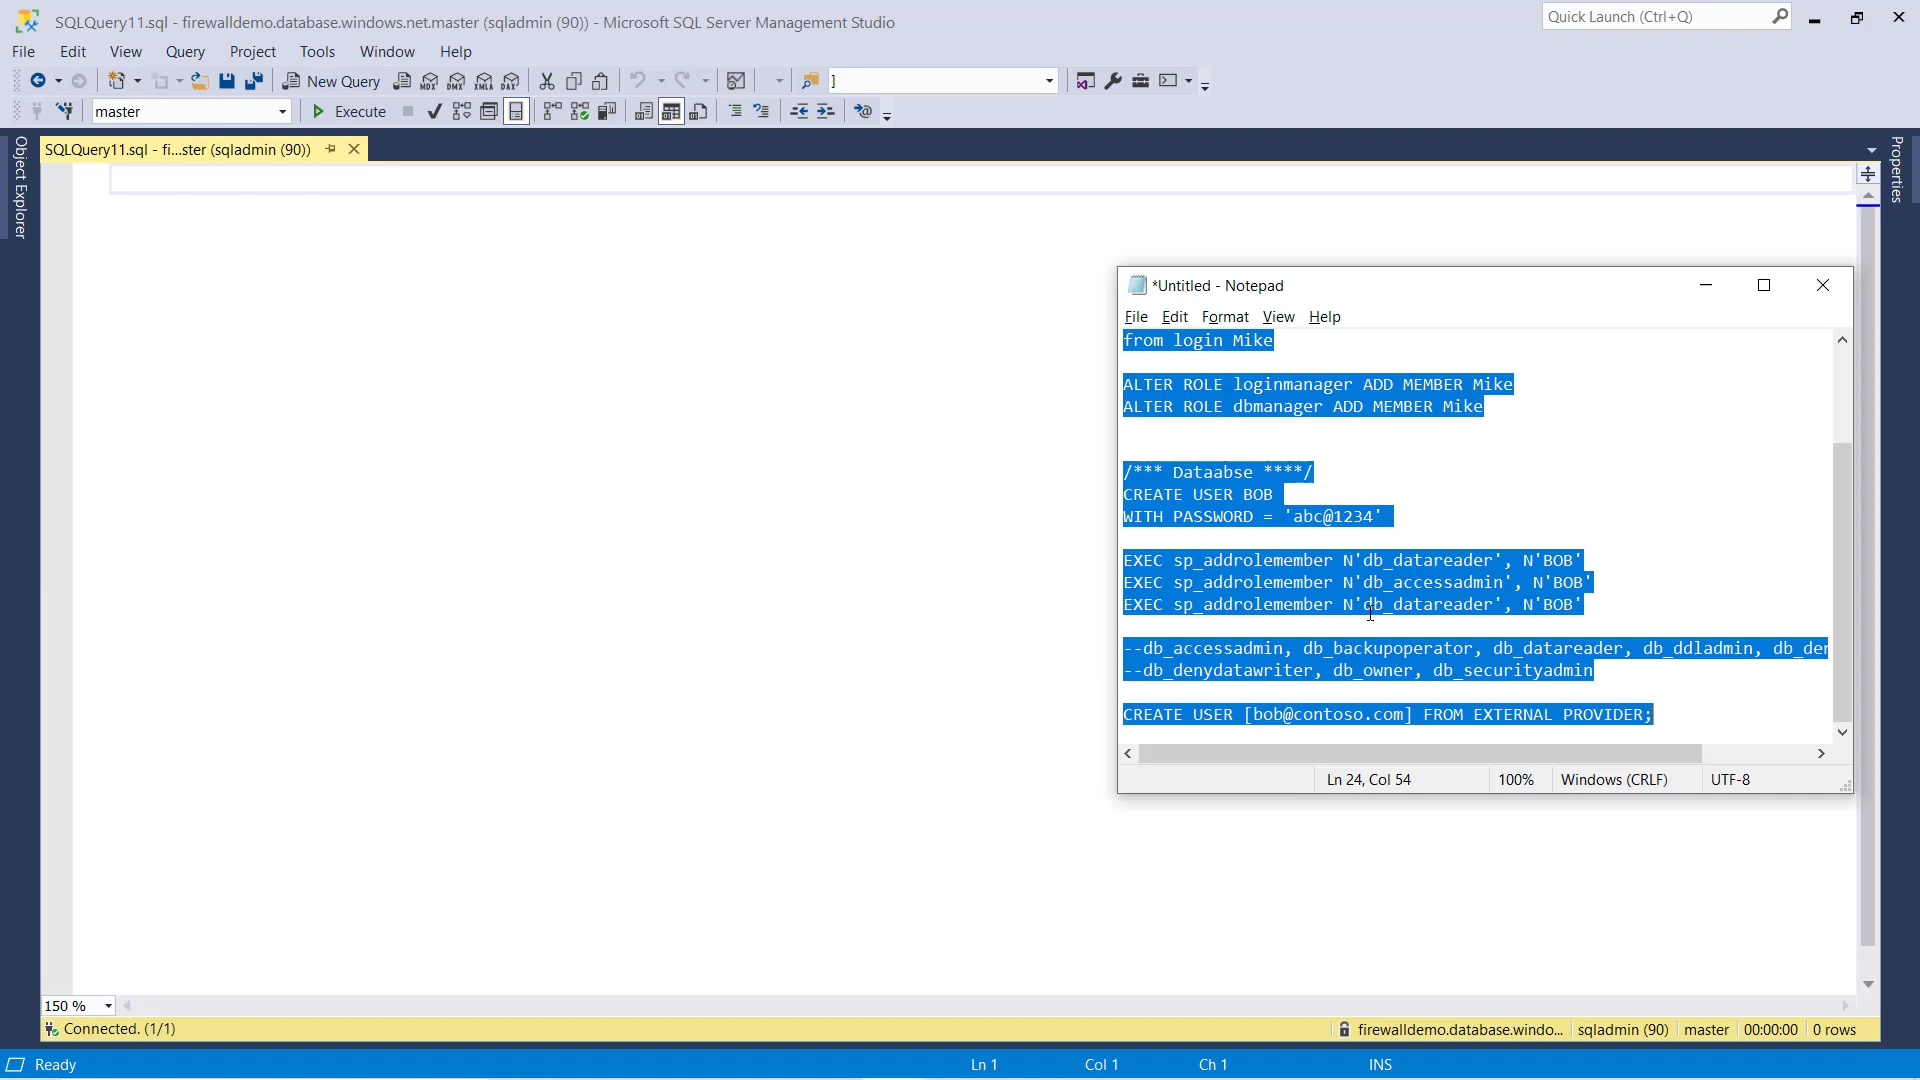 SQLQuery11.sql - firewalldemo.database.windows.net.master (sqladmin (90)) - Microsoft SQL Server Management Studio
Quick Launch (Ctrl+Q)
File Edit View Query Project Tools Window Help
New Query MDX DMX XMLA DAX ]
master Execute
Object Explorer
SQLQuery11.sql - fi...ster (sqladmin (90))
Properties
*Untitled - Notepad
File Edit Format View Help
from login Mike
ALTER ROLE loginmanager ADD MEMBER Mike
ALTER ROLE dbmanager ADD MEMBER Mike
/*** Dataabse ****/
CREATE USER BOB
WITH PASSWORD = 'abc@1234'
EXEC sp_addrolemember N'db_datareader', N'BOB'
EXEC sp_addrolemember N'db_accessadmin', N'BOB'
EXEC sp_addrolemember N'db_datareader', N'BOB'
--db_accessadmin, db_backupoperator, db_datareader, db_ddladmin, db_den
--db_denydatawriter, db_owner, db_securityadmin
CREATE USER [bob@contoso.com] FROM EXTERNAL PROVIDER;
Ln 24, Col 54 100% Windows (CRLF) UTF-8
150 %
Connected. (1/1) firewalldemo.database.windo... sqladmin (90) master 00:00:00 0 rows
Ready Ln 1 Col 1 Ch 1 INS